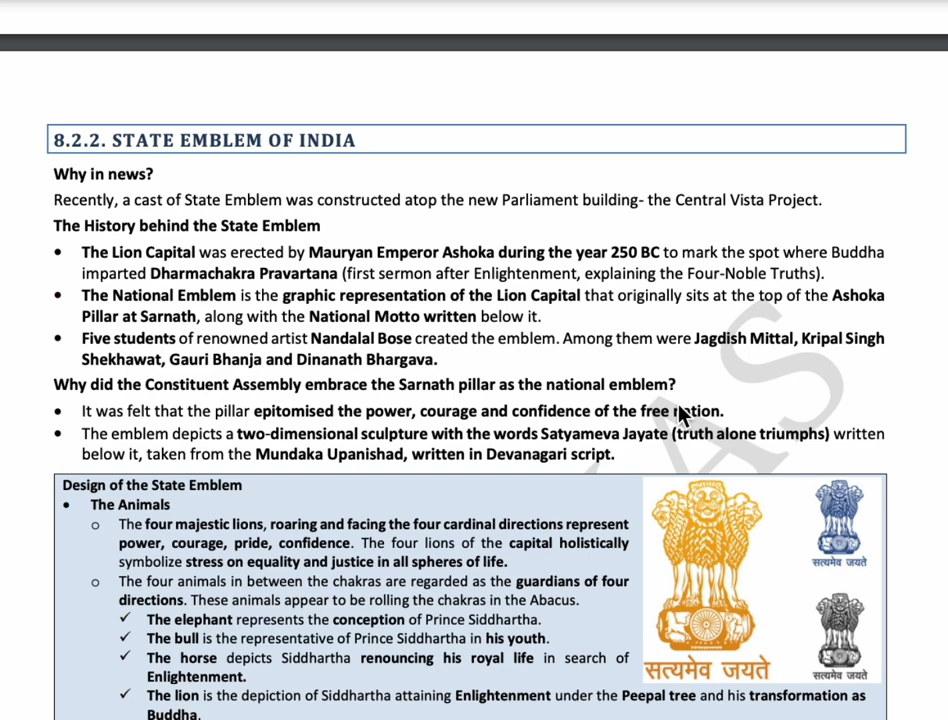 8.2.2. STATE EMBLEM OF INDIA
Why in news?
Recently, a cast of State Emblem was constructed atop the new Parliament building- the Central Vista Project.
The History behind the State Emblem
• The Lion Capital was erected by Mauryan Emperor Ashoka during the year 250 BC to mark the spot where Buddha
imparted Dharmachakra Pravartana (first sermon after Enlightenment, explaining the Four-Noble Truths).
• The National Emblem is the graphic representation of the Lion Capital that originally sits at the top of the Ashoka
Pillar at Sarnath, along with the National Motto written below it.
• Five students of renowned artist Nandalal Bose created the emblem. Among them were Jagdish Mittal, Kripal Singh
Shekhawat, Gauri Bhanja and Dinanath Bhargava.
Why did the Constituent Assembly embrace the Sarnath pillar as the national emblem?
• It was felt that the pillar epitomised the power, courage and confidence of the free nation.
• The emblem depicts a two-dimensional sculpture with the words Satyameva Jayate (truth alone triumphs) written
below it, taken from the Mundaka Upanishad, written in Devanagari script.
Design of the State Emblem
• The Animals
o The four majestic lions, roaring and facing the four cardinal directions represent
power, courage, pride, confidence. The four lions of the capital holistically
symbolize stress on equality and justice in all spheres of life.
o The four animals in between the chakras are regarded as the guardians of four
directions. These animals appear to be rolling the chakras in the Abacus.
✓ The elephant represents the conception of Prince Siddhartha.
✓ The bull is the representative of Prince Siddhartha in his youth.
✓ The horse depicts Siddhartha renouncing his royal life in search of
Enlightenment.
✓ The lion is the depiction of Siddhartha attaining Enlightenment under the Peepal tree and his transformation as
Buddha.
सत्यमेव जयते
सत्यमेव जयते
सत्यमेव जयते
AS